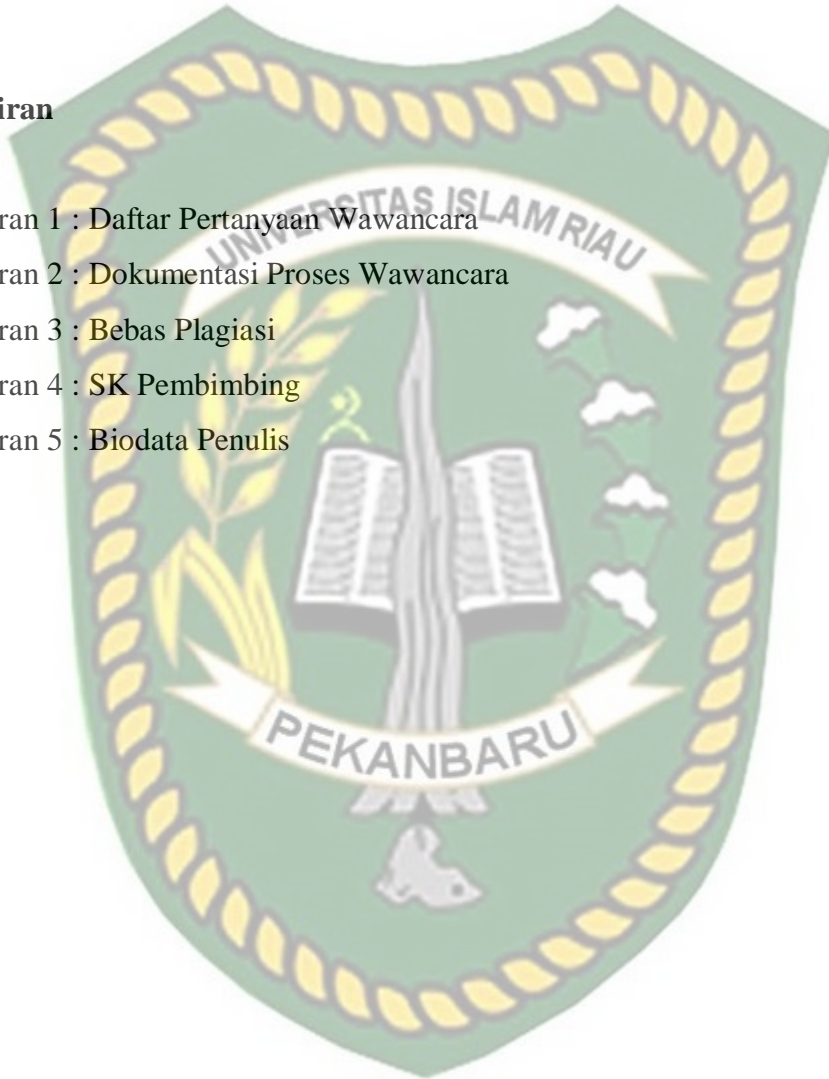 iran
UNIVERSITAS ISLAM RIAU
ran 1 : Daftar Pertanyaan Wawancara
ran 2 : Dokumentasi Proses Wawancara
ran 3 : Bebas Plagiasi
ran 4 : SK Pembimbing
ran 5 : Biodata Penulis
PEKANBARU